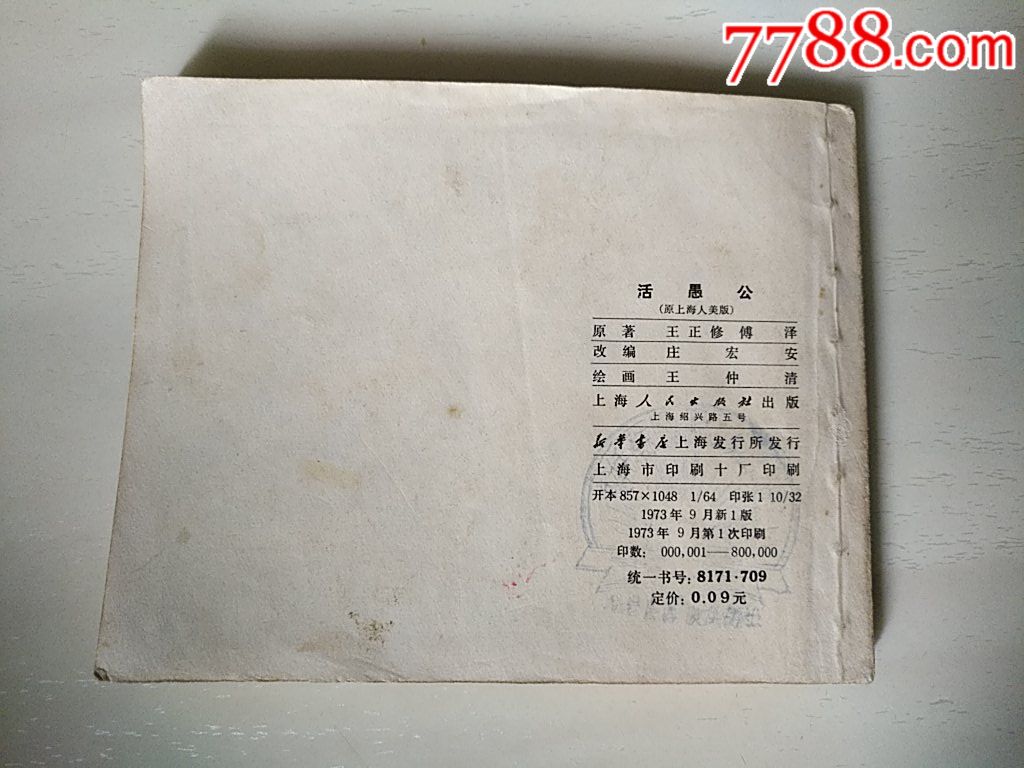 7788.com
活愚公
(原上海人美版)
原著 王正修 傅泽
改编 庄宏安
绘画 王仲清
上海人民出版社出版
上海绍兴路五号
新华书店上海发行所发行
上海市印刷十厂印刷
开本 857×1048 1/64 印张 1 10/32
1973年9月新1版
1973年9月第1次印刷
印数: 000,001—800,000
统一书号: 8171·709
定价: 0.09元